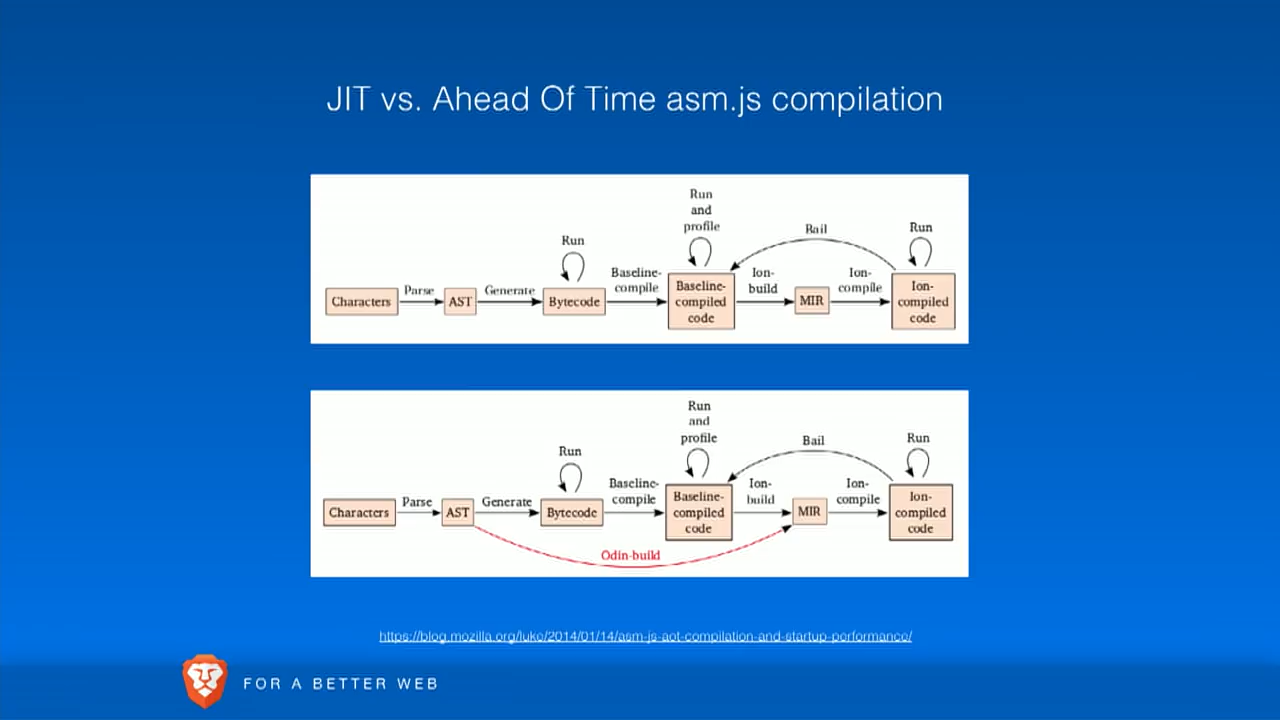 JIT vs. Ahead Of Time asm.js compilation
Run
and
profile
Run
Bail
Run
Baseline-
compile
Ion-
build
Ion-
compile
Characters
Parse
AST
Generate
Bytecode
Baseline-
compiled
code
MIR
Ion-
compiled
code
Run
and
profile
Run
Bail
Run
Baseline-
compile
Ion-
build
Ion-
compile
Characters
Parse
AST
Generate
Bytecode
Baseline-
compiled
code
MIR
Ion-
compiled
code
Odin-build
https://blog.mozilla.org/luke/2014/01/14/asm-js-aot-compilation-and-startup-performance/
FOR A BETTER WEB